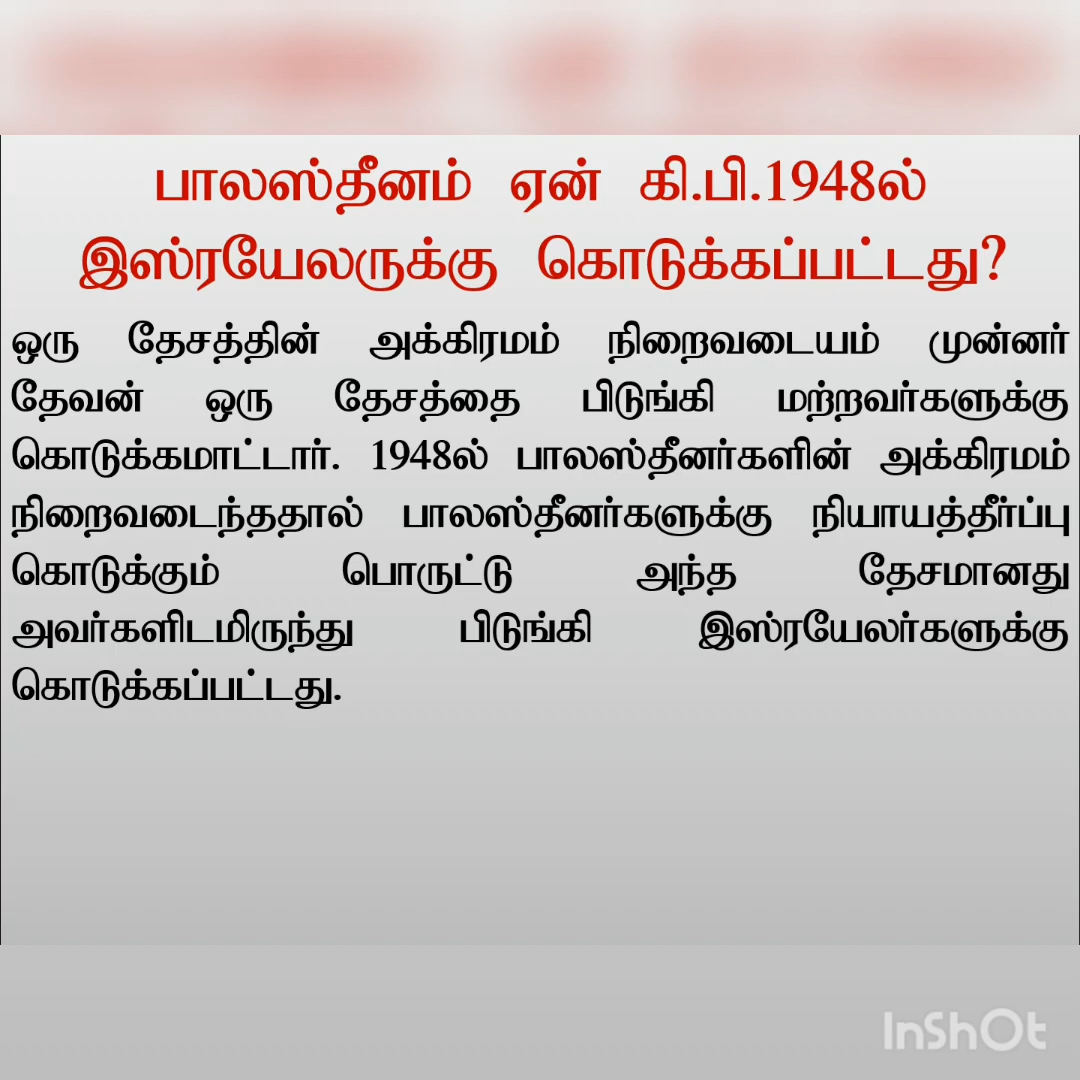 பாலஸ்தீனம் ஏன் கி.பி.1948ல்
இஸ்ரயேலருக்கு கொடுக்கப்பட்டது?
ஒரு தேசத்தின் அக்கிரமம் நிறைவடையம் முன்னர்
தேவன் ஒரு தேசத்தை பிடுங்கி மற்றவர்களுக்கு
கொடுக்கமாட்டார். 1948ல் பாலஸ்தீனர்களின் அக்கிரமம்
நிறைவடைந்ததால் பாலஸ்தீனர்களுக்கு நியாயத்தீர்ப்பு
கொடுக்கும் பொருட்டு அந்த தேசமானது
அவர்களிடமிருந்து பிடுங்கி இஸ்ரயேலர்களுக்கு
கொடுக்கப்பட்டது.
InShOt